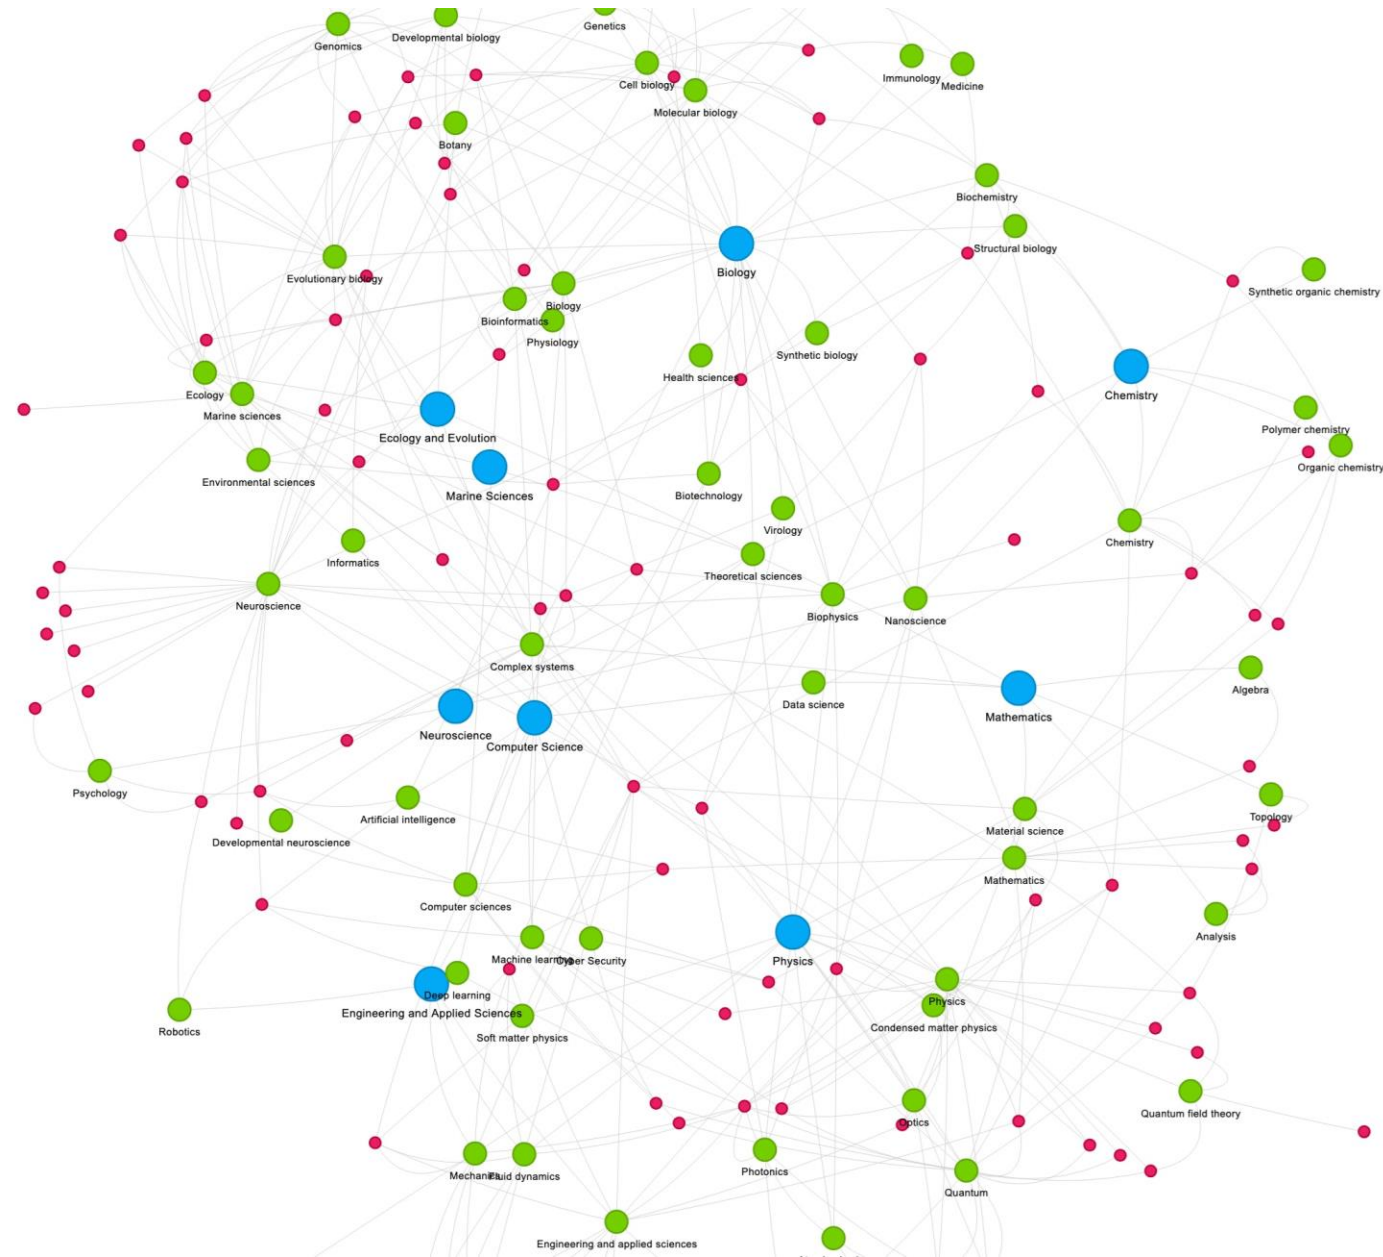 Genetics
Developmental biology
Genomics
Immunology
Cell biology
Medicine
Molecular biology
Botany
Biochemistry
Structural biology
Biology
Evolutionary biology
Synthetic organic chemistry
Biology
Bioinformatics
Physiology
Synthetic biology
Health sciences
Ecology
Chemistry
Marine sciences
Polymer chemistry
Ecology and Evolution
Organic chemistry
Environmental sciences
Marine Sciences
Biotechnology
Virology
Chemistry
Informatics
Theoretical sciences
Neuroscience
Biophysics
Nanoscience
Complex systems
Algebra
Data science
Mathematics
Neuroscience
Computer Science
Psychology
Topology
Artificial intelligence
Material science
Developmental neuroscience
Mathematics
Computer sciences
Analysis
Machine learning
Cyber Security
Physics
Deep learning
Physics
Engineering and Applied Sciences
Condensed matter physics
Robotics
Soft matter physics
Quantum field theory
Optics
Photonics
Mechanics
Fluid dynamics
Quantum
Engineering and applied sciences